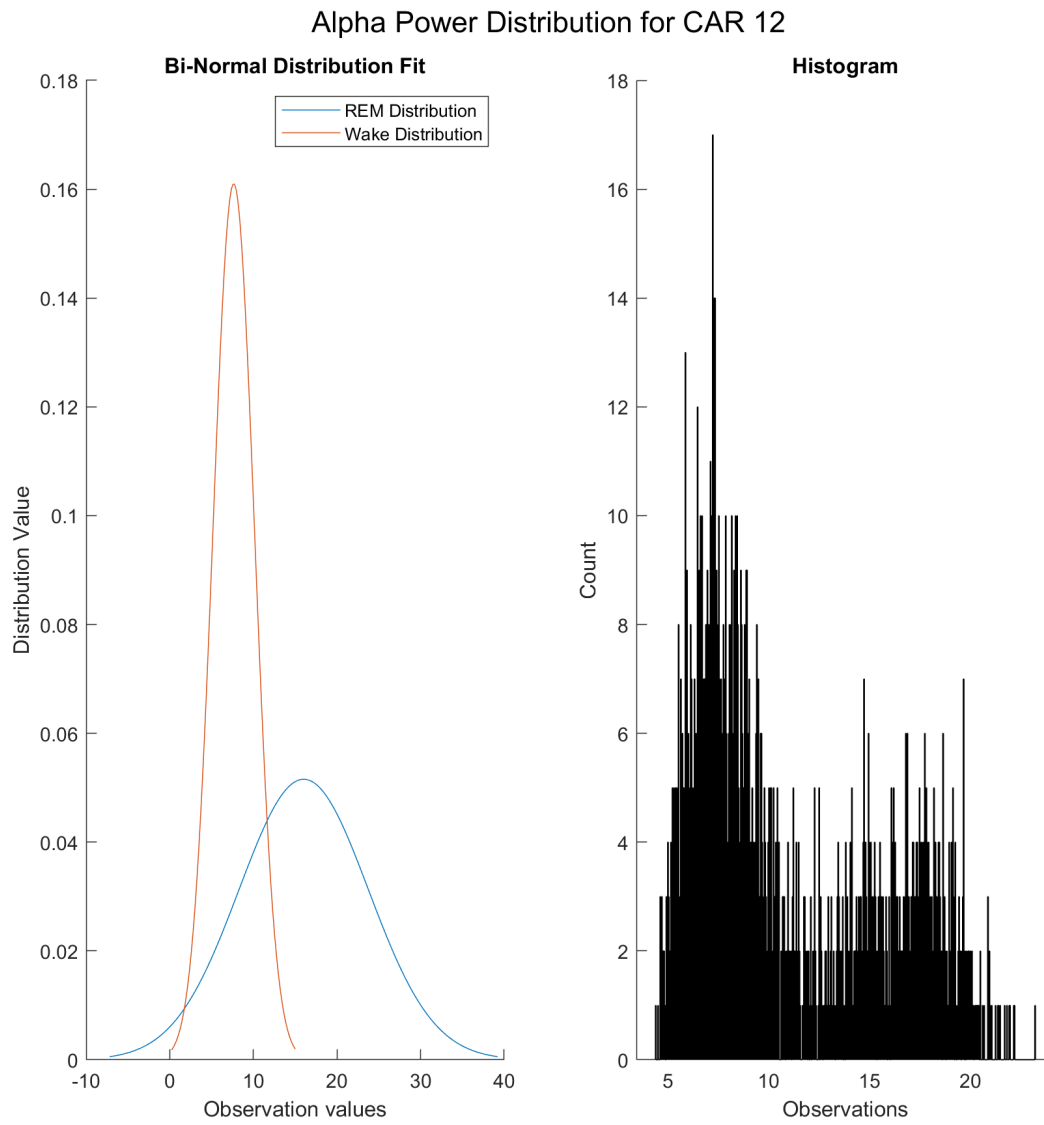 Alpha Power Distribution for CAR 12
Bi-Normal Distribution Fit
0.18
0.16
0.14
0.12
0.1
0.08
0.06
0.04
0.02
0
Distribution Value
REM Distribution
Wake Distribution
-10 0 10 20 30 40
Observation values
Histogram
18
16
14
12
10
8
6
4
2
0
Count
5 10 15 20
Observations